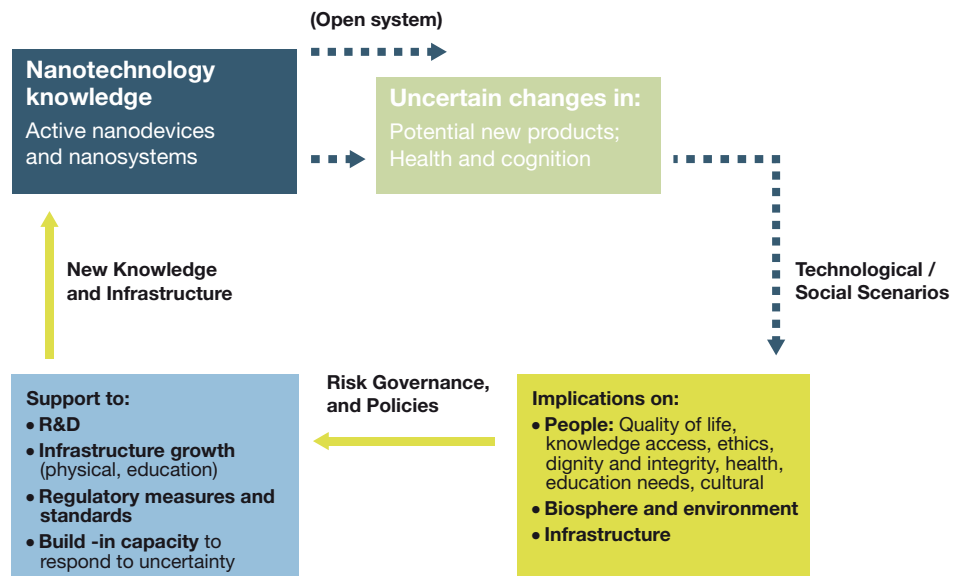 (Open system)
Nanotechnology
knowledge
Active nanodevices
and nanosystems
Uncertain changes in:
Potential new products;
Health and cognition
New Knowledge
and Infrastructure
Technological /
Social Scenarios
Support to:
• R&D
• Infrastructure growth
(physical, education)
• Regulatory measures and
standards
• Build -in capacity to
respond to uncertainty
Risk Governance,
and Policies
Implications on:
• People: Quality of life,
knowledge access, ethics,
dignity and integrity, health,
education needs, cultural
• Biosphere and environment
• Infrastructure